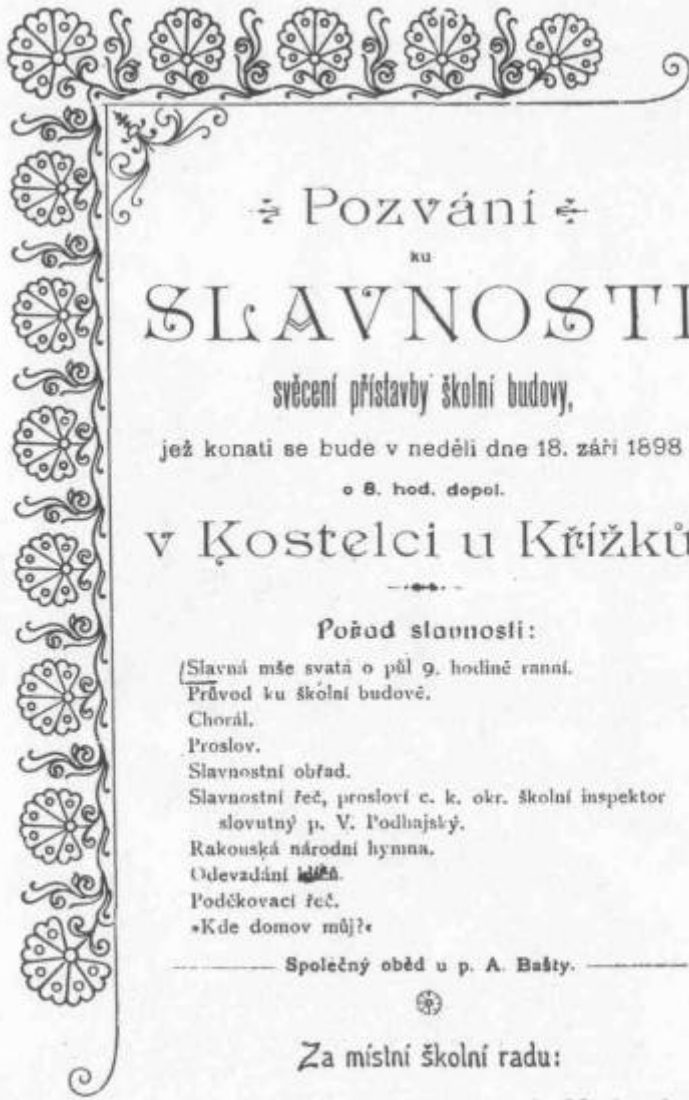 Pozvání
ku
SLAVNOSTI
svěcení přístavby školní budovy,
jež konati se bude v neděli dne 18. září 1898
o 8. hod. dopol.
v Kostelci u Křížků
Pořad slavnosti:
Slavná mše svatá o půl 9. hodině ranní.
Průvod ku školní budově.
Chorál.
Proslov.
Slavnostní obřad.
Slavnostní řeč, prosloví c. k. okr. školní inspektor
slovutný p. V. Podhajský.
Rakouská národní hymna.
Odevzdání
Poděkovací řeč.
»Kde domov můj?«
Společný oběd u p. A. Bašty.
Za místní školní radu: